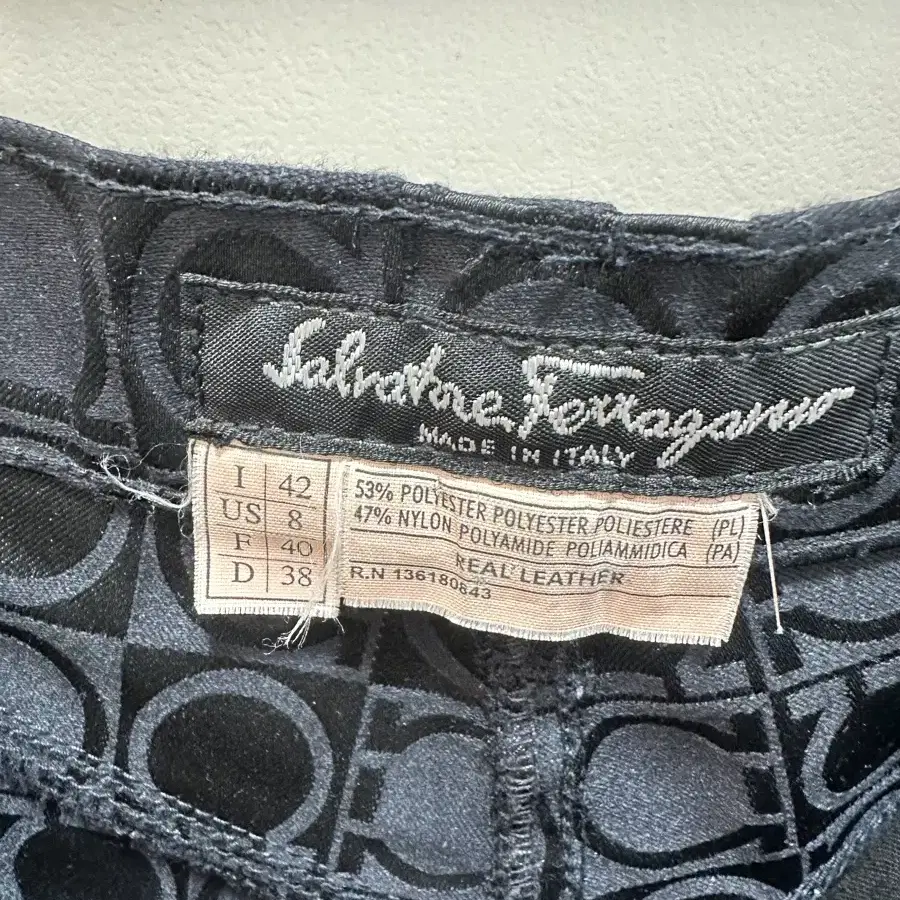 Salvatore Ferragamo
MADE IN ITALY
I 42
US 8
F 40
D 38
53% POLYESTER POLYESTER POLIESTERE (PL)
47% NYLON POLYAMIDE POLIAMMIDICA (PA)
REAL LEATHER
R.N 136180643